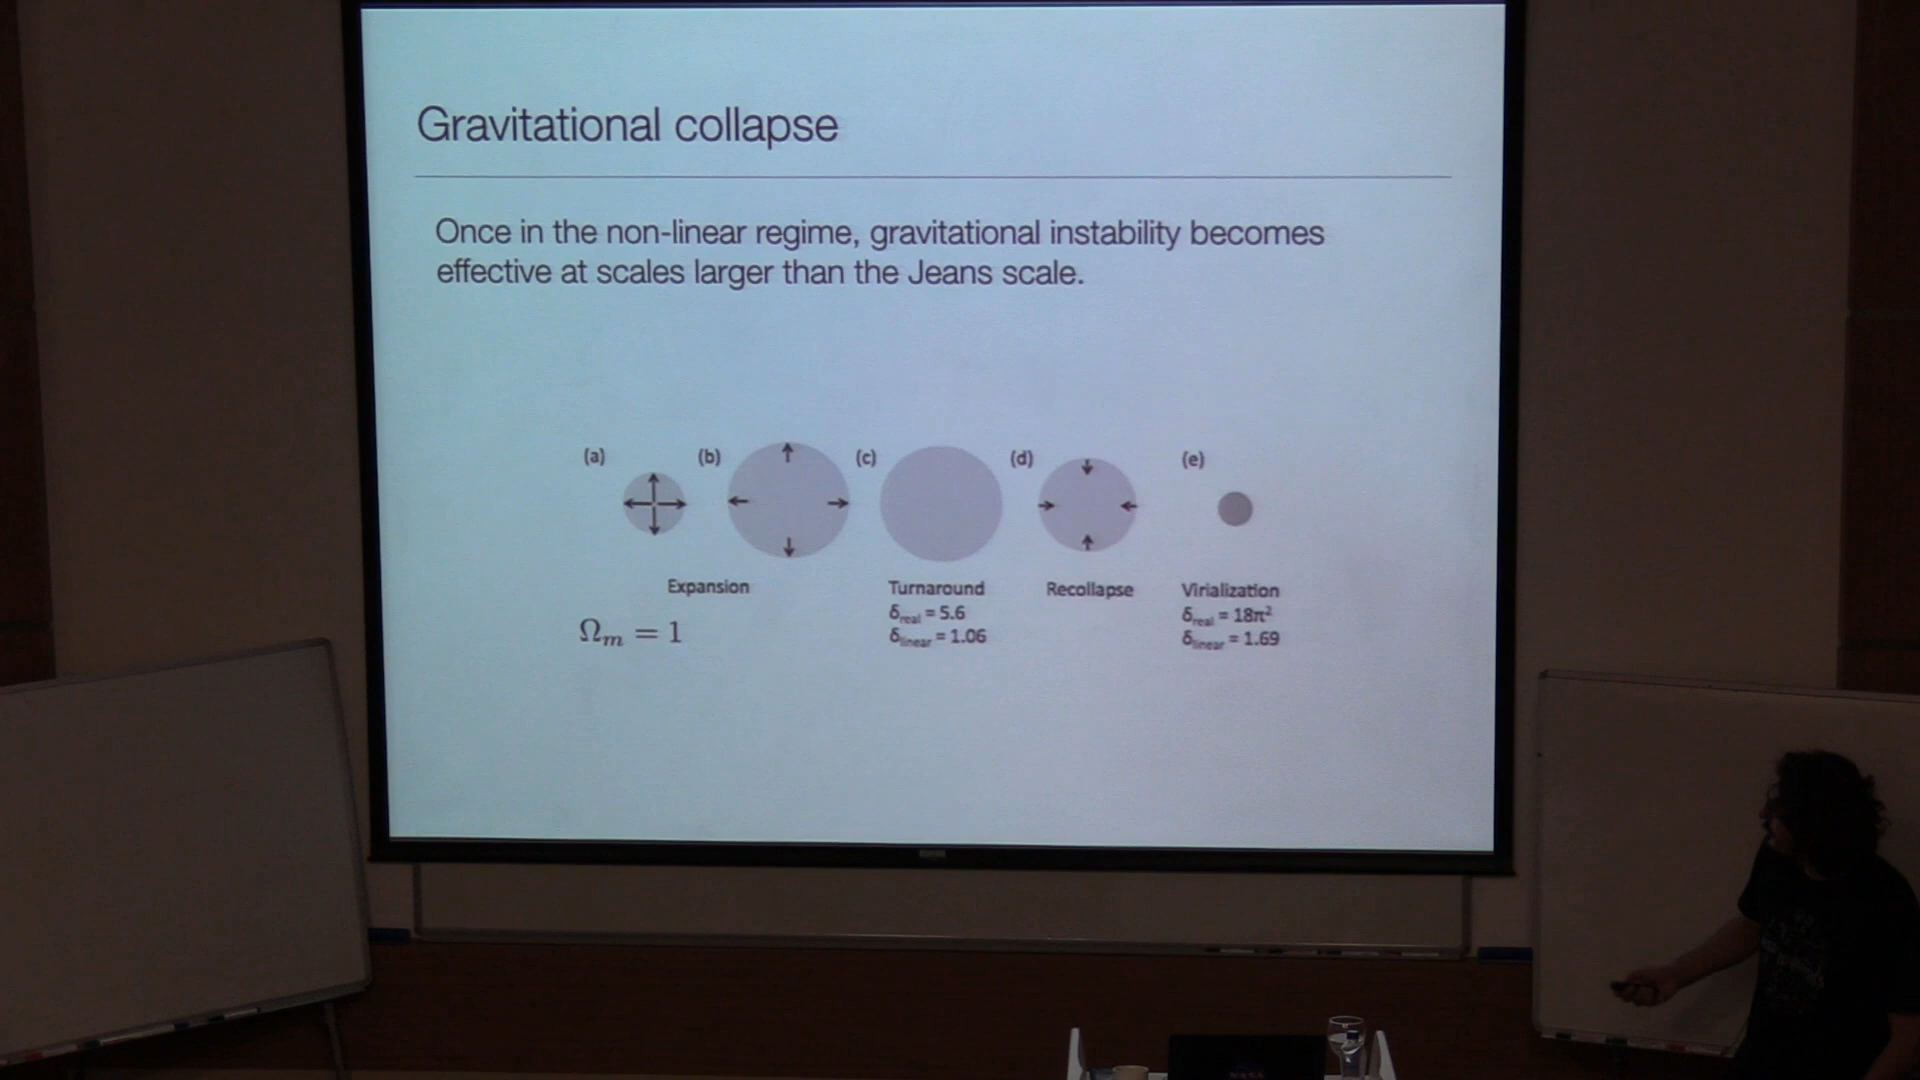 Gravitational collapse
Once in the non-linear regime, gravitational instability becomes
effective at scales larger than the Jeans scale.
(a) (b) (c) (d) (e)
Expansion Turnaround Recollapse Virialization
δreal = 5.6 δreal = 18π²
Ωm = 1 δlinear = 1.06 δlinear = 1.69
NASA